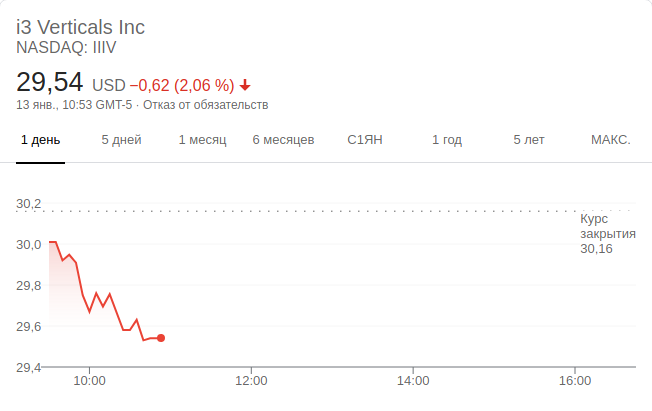 i3 Verticals Inc
NASDAQ: IIIV
29,54 USD −0,62 (2,06 %)
13 янв., 10:53 GMT-5 · Отказ от обязательств
1 день 5 дней 1 месяц 6 месяцев С1ЯН 1 год 5 лет МАКС.
30,2
Курс
закрытия
30,16
30,0
29,8
29,6
29,4
10:00 12:00 14:00 16:00